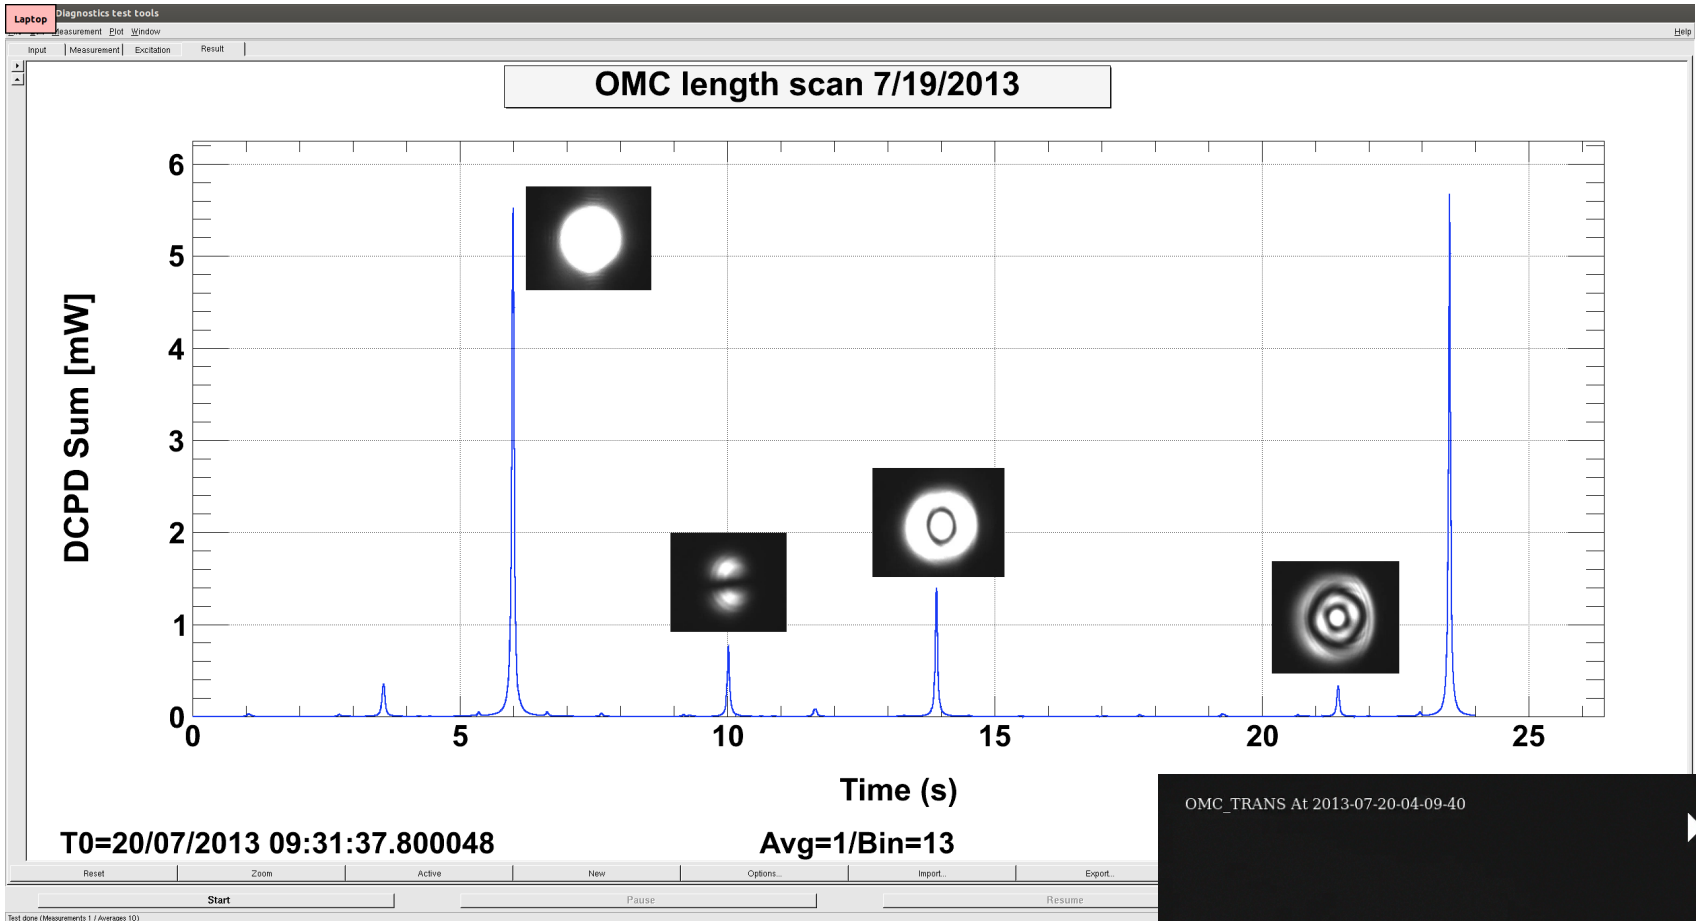 Laptop
Diagnostics test tools
Measurement Plot Window Help
Input Measurement Excitation Result
OMC length scan 7/19/2013
6
5
4
3
2
1
0
DCPD Sum [mW]
0 5 10 15 20 25
Time (s)
T0=20/07/2013 09:31:37.800048 Avg=1/Bin=13
OMC_TRANS At 2013-07-20-04-09-40
Reset Zoom Active New Options... Import... Export...
Start Pause Resume
Test done (Measurements 1 / Averages 10)